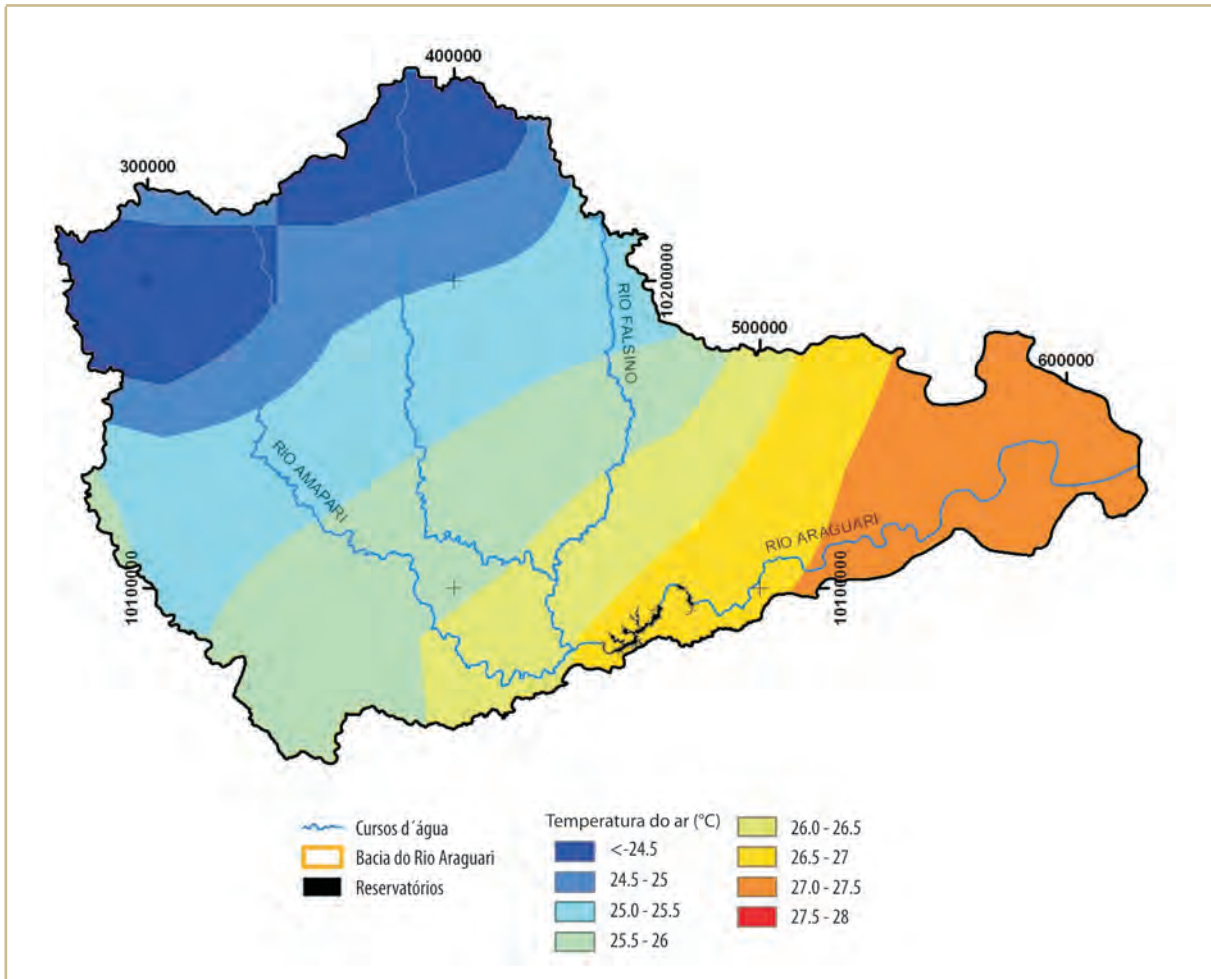 400000
300000
10200000
RIO FALSINO
500000
600000
RIO AMAPARI
RIO ARAGUARI
10100000
10100000
Cursos d´água
Bacia do Rio Araguari
Reservatórios
Temperatura do ar (°C)
<-24.5
24.5 - 25
25.0 - 25.5
25.5 - 26
26.0 - 26.5
26.5 - 27
27.0 - 27.5
27.5 - 28